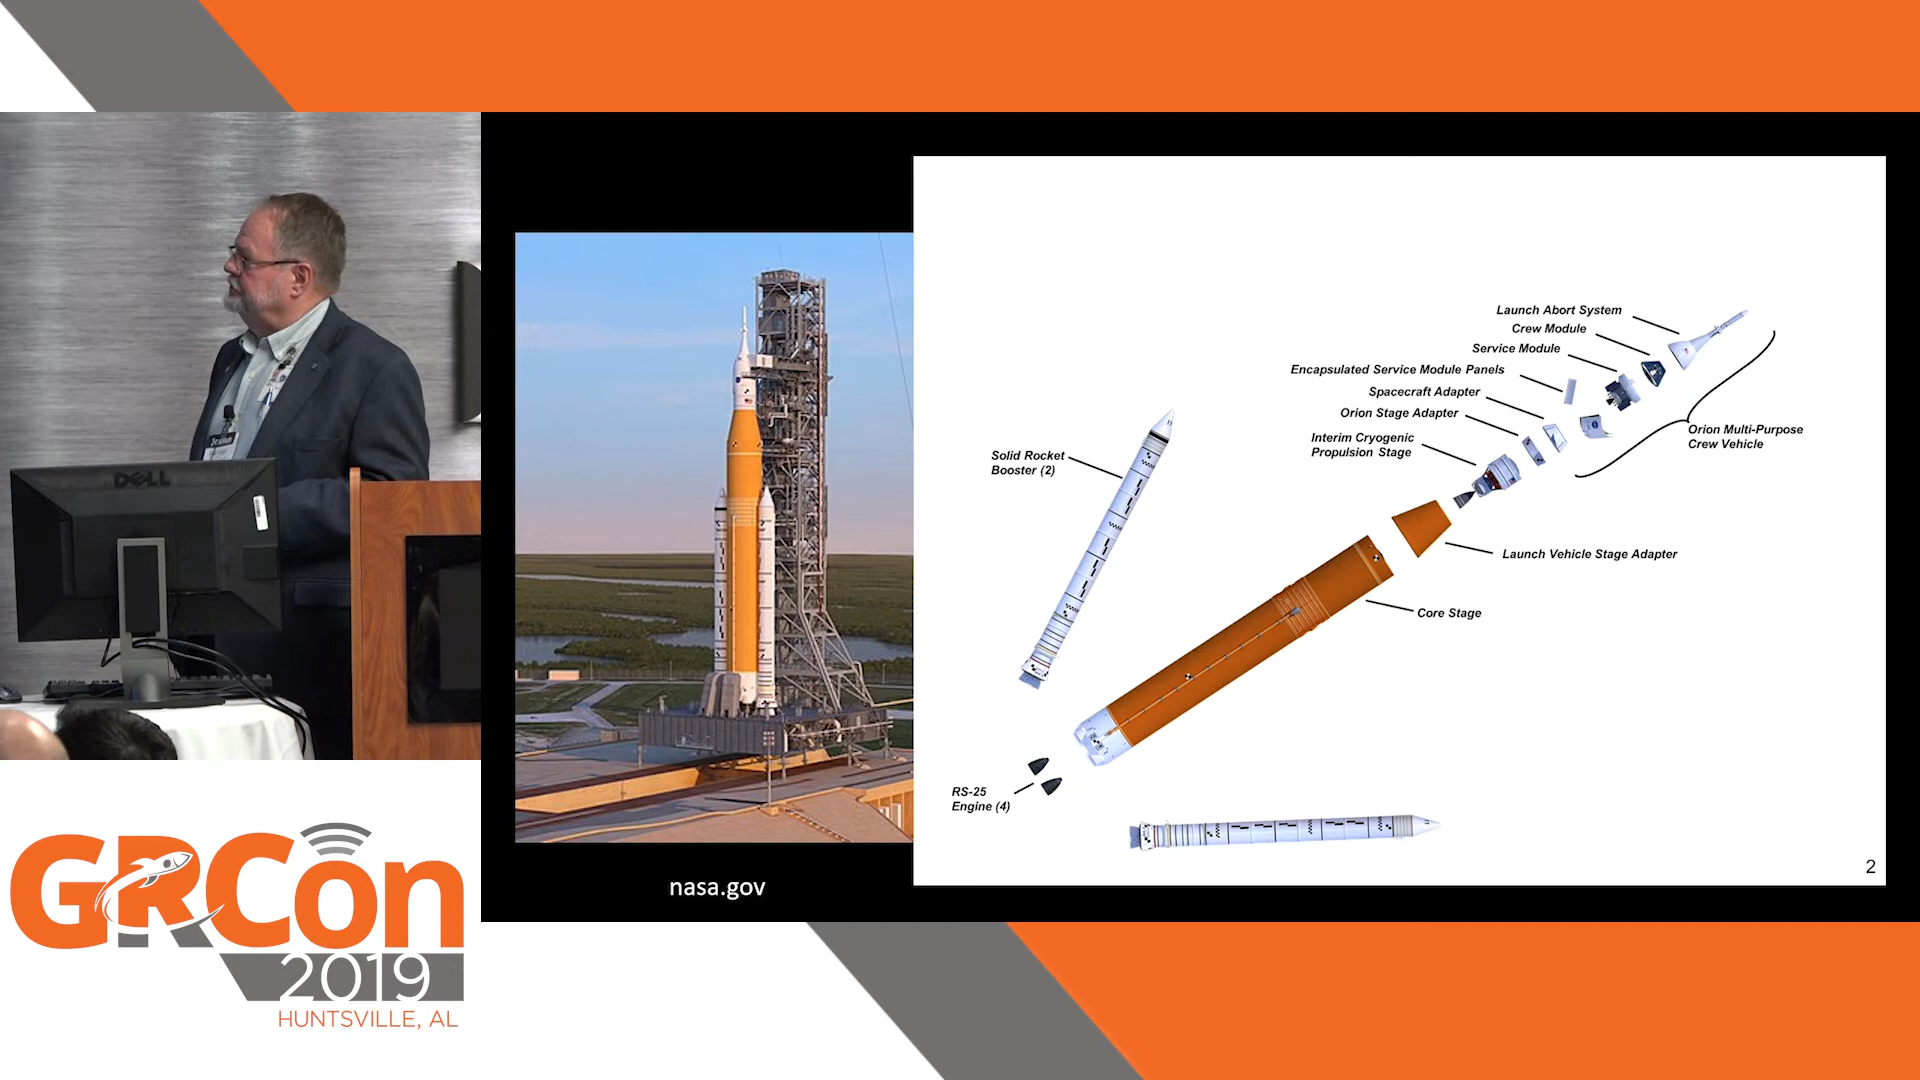 DELL
GRCon
2019
HUNTSVILLE, AL
nasa.gov
Launch Abort System
Crew Module
Service Module
Encapsulated Service Module Panels
Spacecraft Adapter
Orion Stage Adapter
Interim Cryogenic
Propulsion Stage
Orion Multi-Purpose
Crew Vehicle
Solid Rocket
Booster (2)
Launch Vehicle Stage Adapter
Core Stage
RS-25
Engine (4)
2